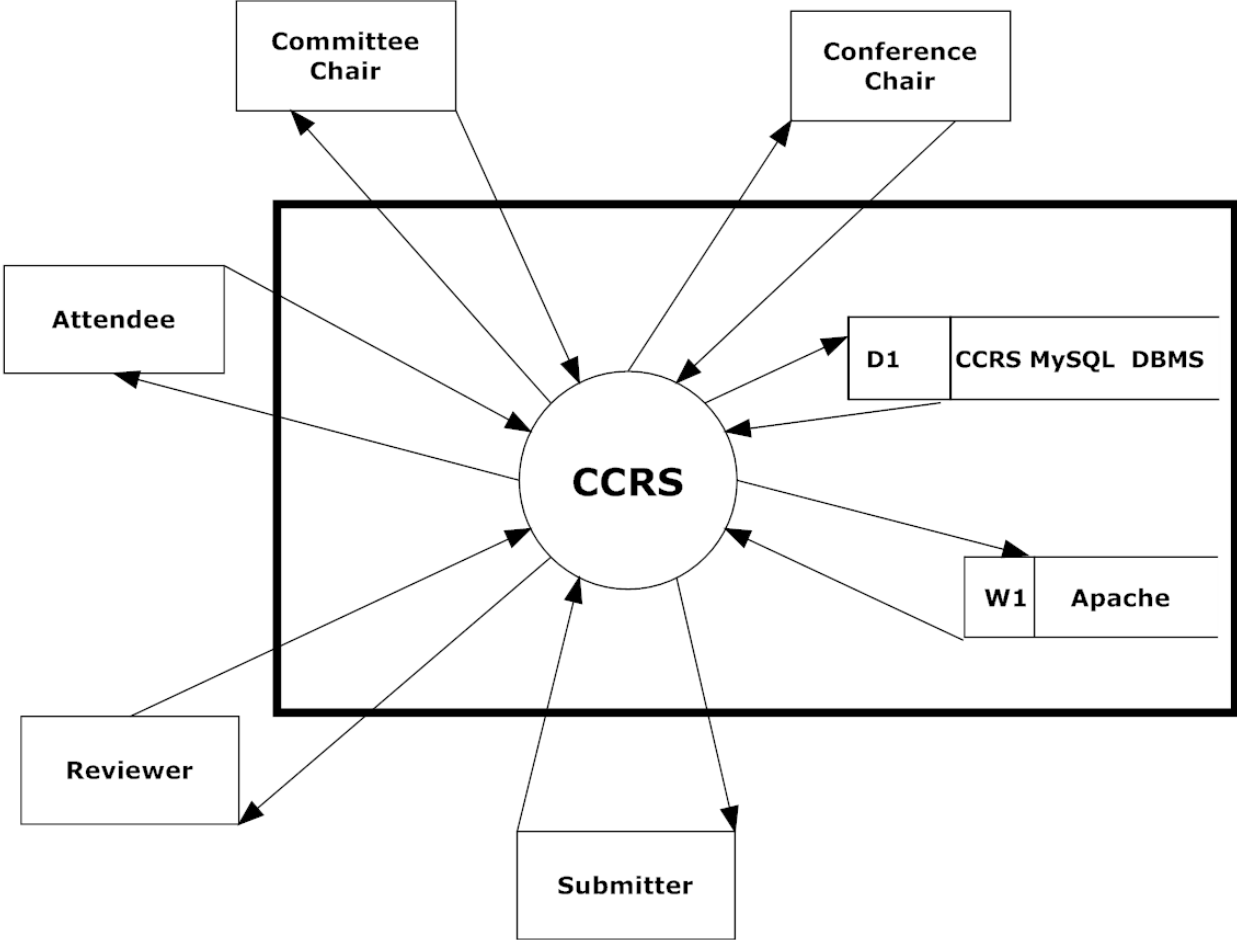 Committee
Chair
Conference
Chair
Attendee
D1
CCRS MySQL DBMS
CCRS
W1
Apache
Reviewer
Submitter